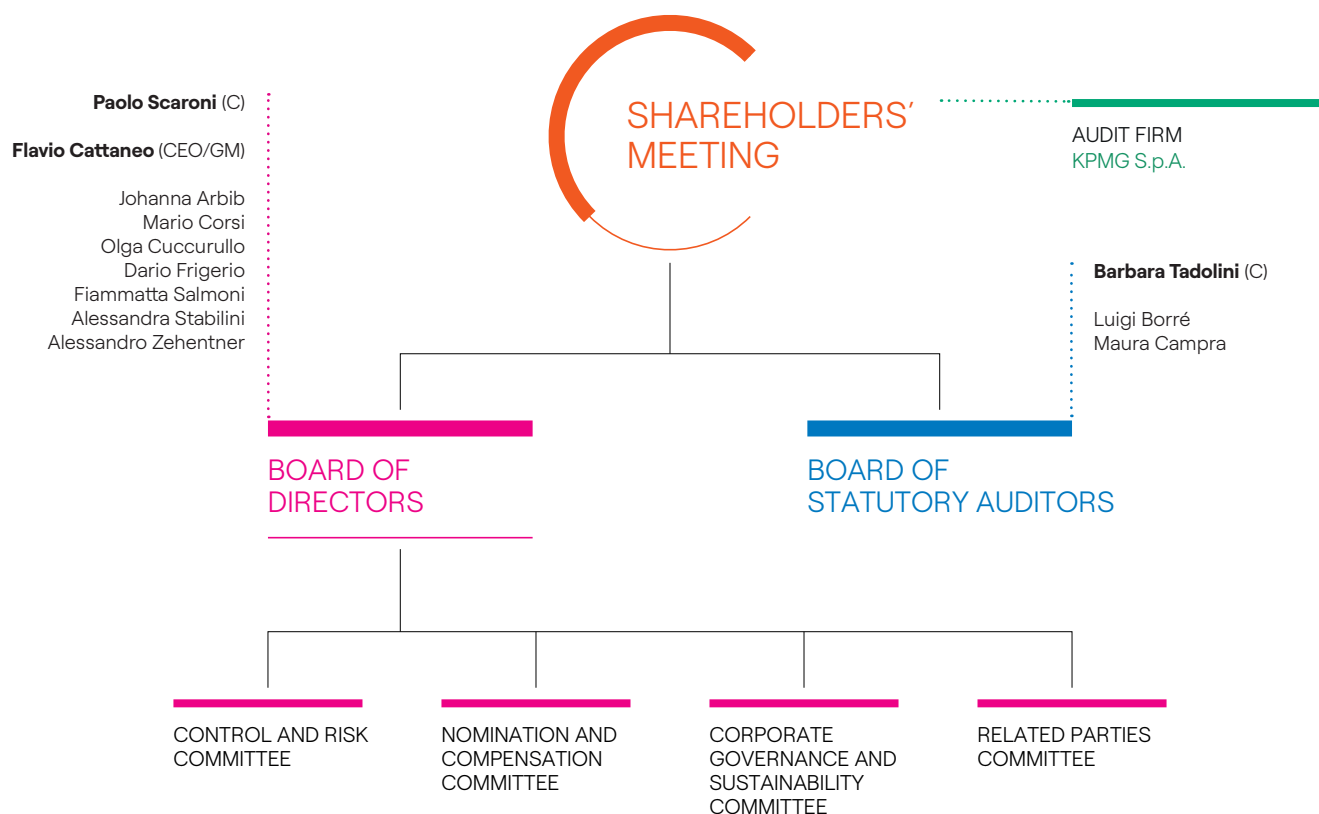 SHAREHOLDERS'
MEETING
Paolo Scaroni (C)
Flavio Cattaneo (CEO/GM)
Johanna Arbib
Mario Corsi
Olga Cuccurullo
Dario Frigerio
Fiammatta Salmoni
Alessandra Stabilini
Alessandro Zehentner
AUDIT FIRM
KPMG S.p.A.
Barbara Tadolini (C)
Luigi Borré
Maura Campra
BOARD OF
DIRECTORS
BOARD OF
STATUTORY AUDITORS
CONTROL AND RISK
COMMITTEE
NOMINATION AND
COMPENSATION
COMMITTEE
CORPORATE
GOVERNANCE AND
SUSTAINABILITY
COMMITTEE
RELATED PARTIES
COMMITTEE